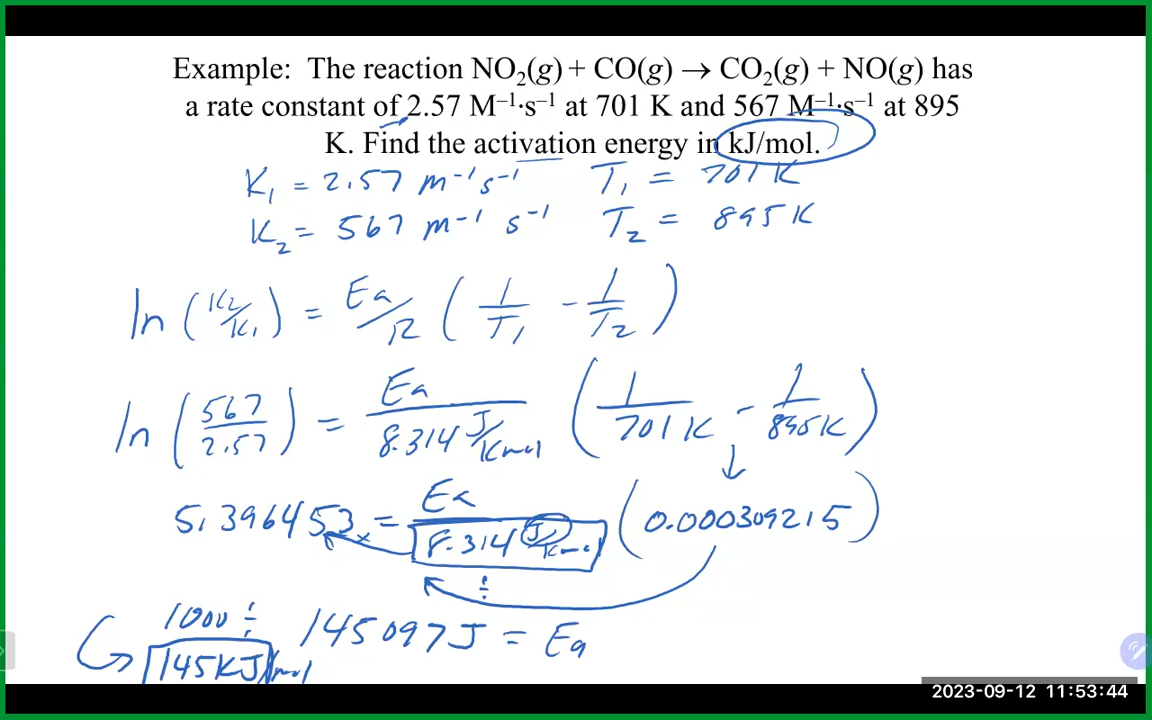 Example: The reaction NO₂(g) + CO(g) → CO₂(g) + NO(g) has
a rate constant of 2.57 M⁻¹·s⁻¹ at 701 K and 567 M⁻¹·s⁻¹ at 895
K. Find the activation energy in kJ/mol.
K₁ = 2.57 m⁻¹s⁻¹ T₁ = 701 K
K₂ = 567 m⁻¹ s⁻¹ T₂ = 895 K
ln (K₂/K₁) = Ea/R (1/T₁ - 1/T₂)
ln (567/2.57) = Ea/8.314 J/Kmol (1/701 K - 1/895 K)
5.396453 = Ea/8.314 J/Kmol (0.000309215)
x ÷
1000 ÷ 145097 J = Ea
145 KJ/mol
2023-09-12 11:53:44